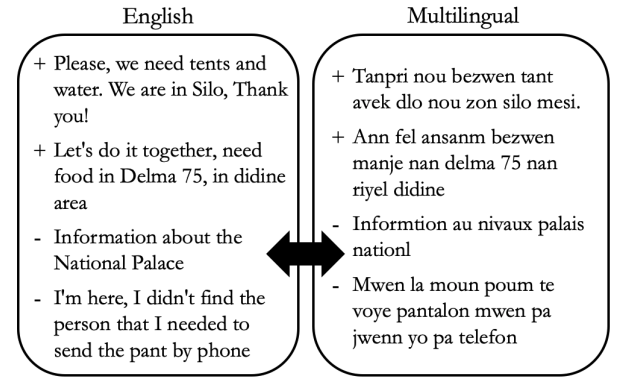 English
+ Please, we need tents and
water. We are in Silo, Thank
you!
+ Let's do it together, need
food in Delma 75, in didine
area
- Information about the
National Palace
- I'm here, I didn't find the
person that I needed to
send the pant by phone
Multilingual
+ Tanpri nou bezwen tant
avek dlo nou zon silo mesi.
+ Ann fel ansanm bezwen
manje nan delma 75 nan
riyel didine
- Informtion au nivaux palais
nationl
- Mwen la moun poum te
voye pantalon mwen pa
jwenn yo pa telefon